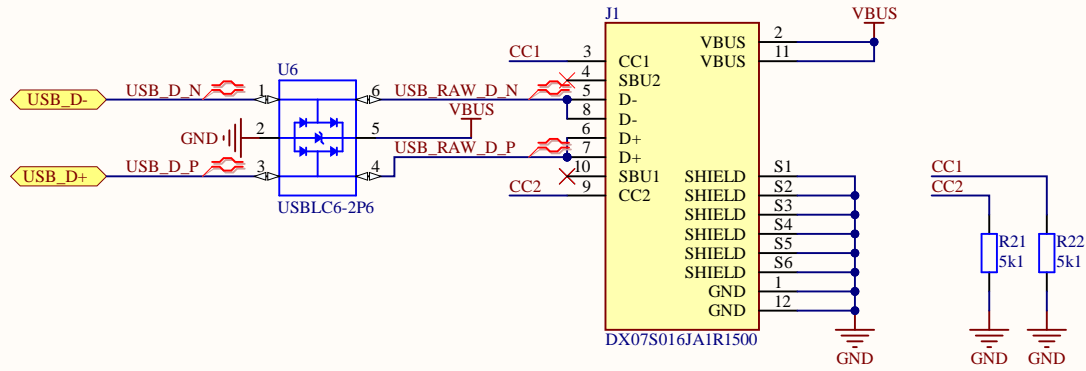 J1
VBUS
CC1
3
CC1
VBUS
2
4
SBU2
VBUS
11
U6
USB_D-
USB_D_N
1
6
USB_RAW_D_N
5
D-
VBUS
8
D-
GND
2
5
6
D+
USB_D+
USB_D_P
3
4
USB_RAW_D_P
7
D+
10
SBU1
SHIELD
S1
CC1
CC2
9
CC2
SHIELD
S2
CC2
USBLC6-2P6
SHIELD
S3
SHIELD
S4
SHIELD
S5
SHIELD
S6
GND
1
GND
12
R21
5k1
R22
5k1
DX07S016JA1R1500
GND
GND
GND